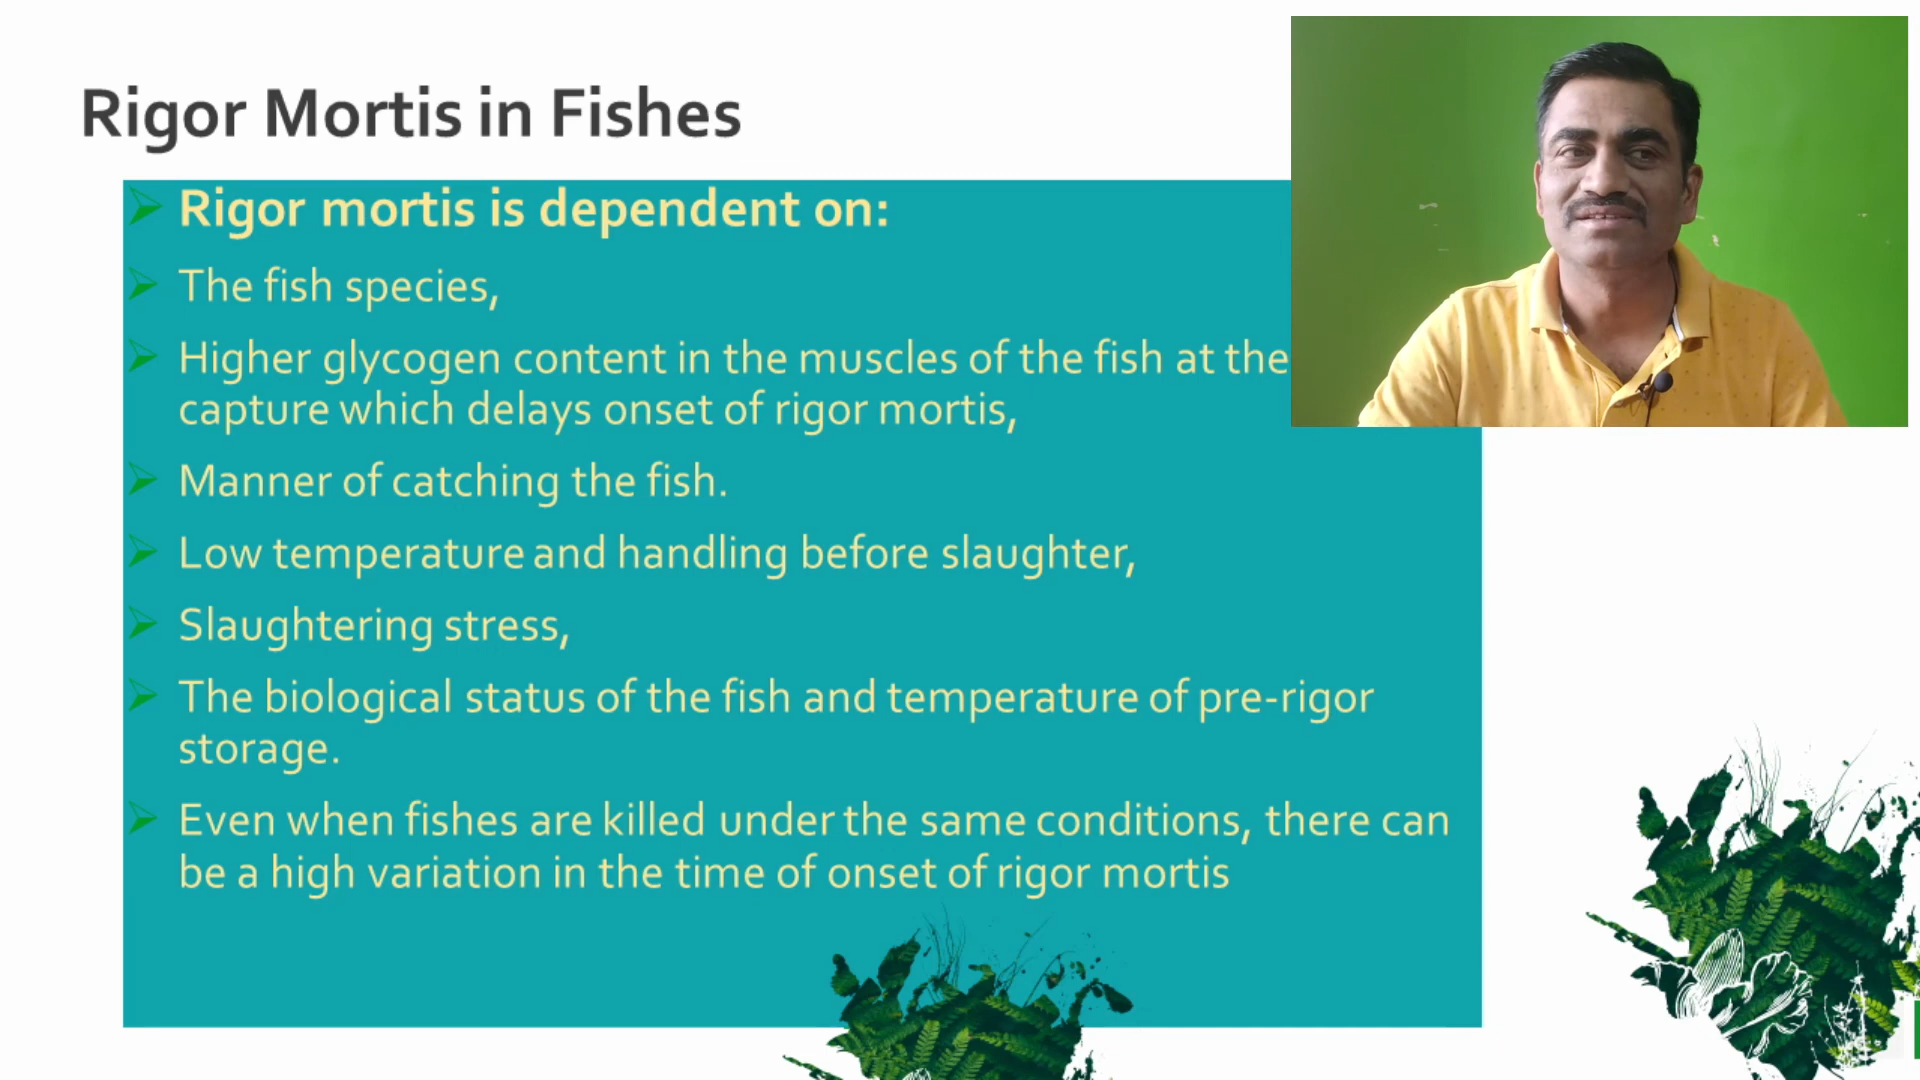 Rigor Mortis in Fishes
Rigor mortis is dependent on:
The fish species,
Higher glycogen content in the muscles of the fish at the
capture which delays onset of rigor mortis,
Manner of catching the fish.
Low temperature and handling before slaughter,
Slaughtering stress,
The biological status of the fish and temperature of pre-rigor
storage.
Even when fishes are killed under the same conditions, there can
be a high variation in the time of onset of rigor mortis